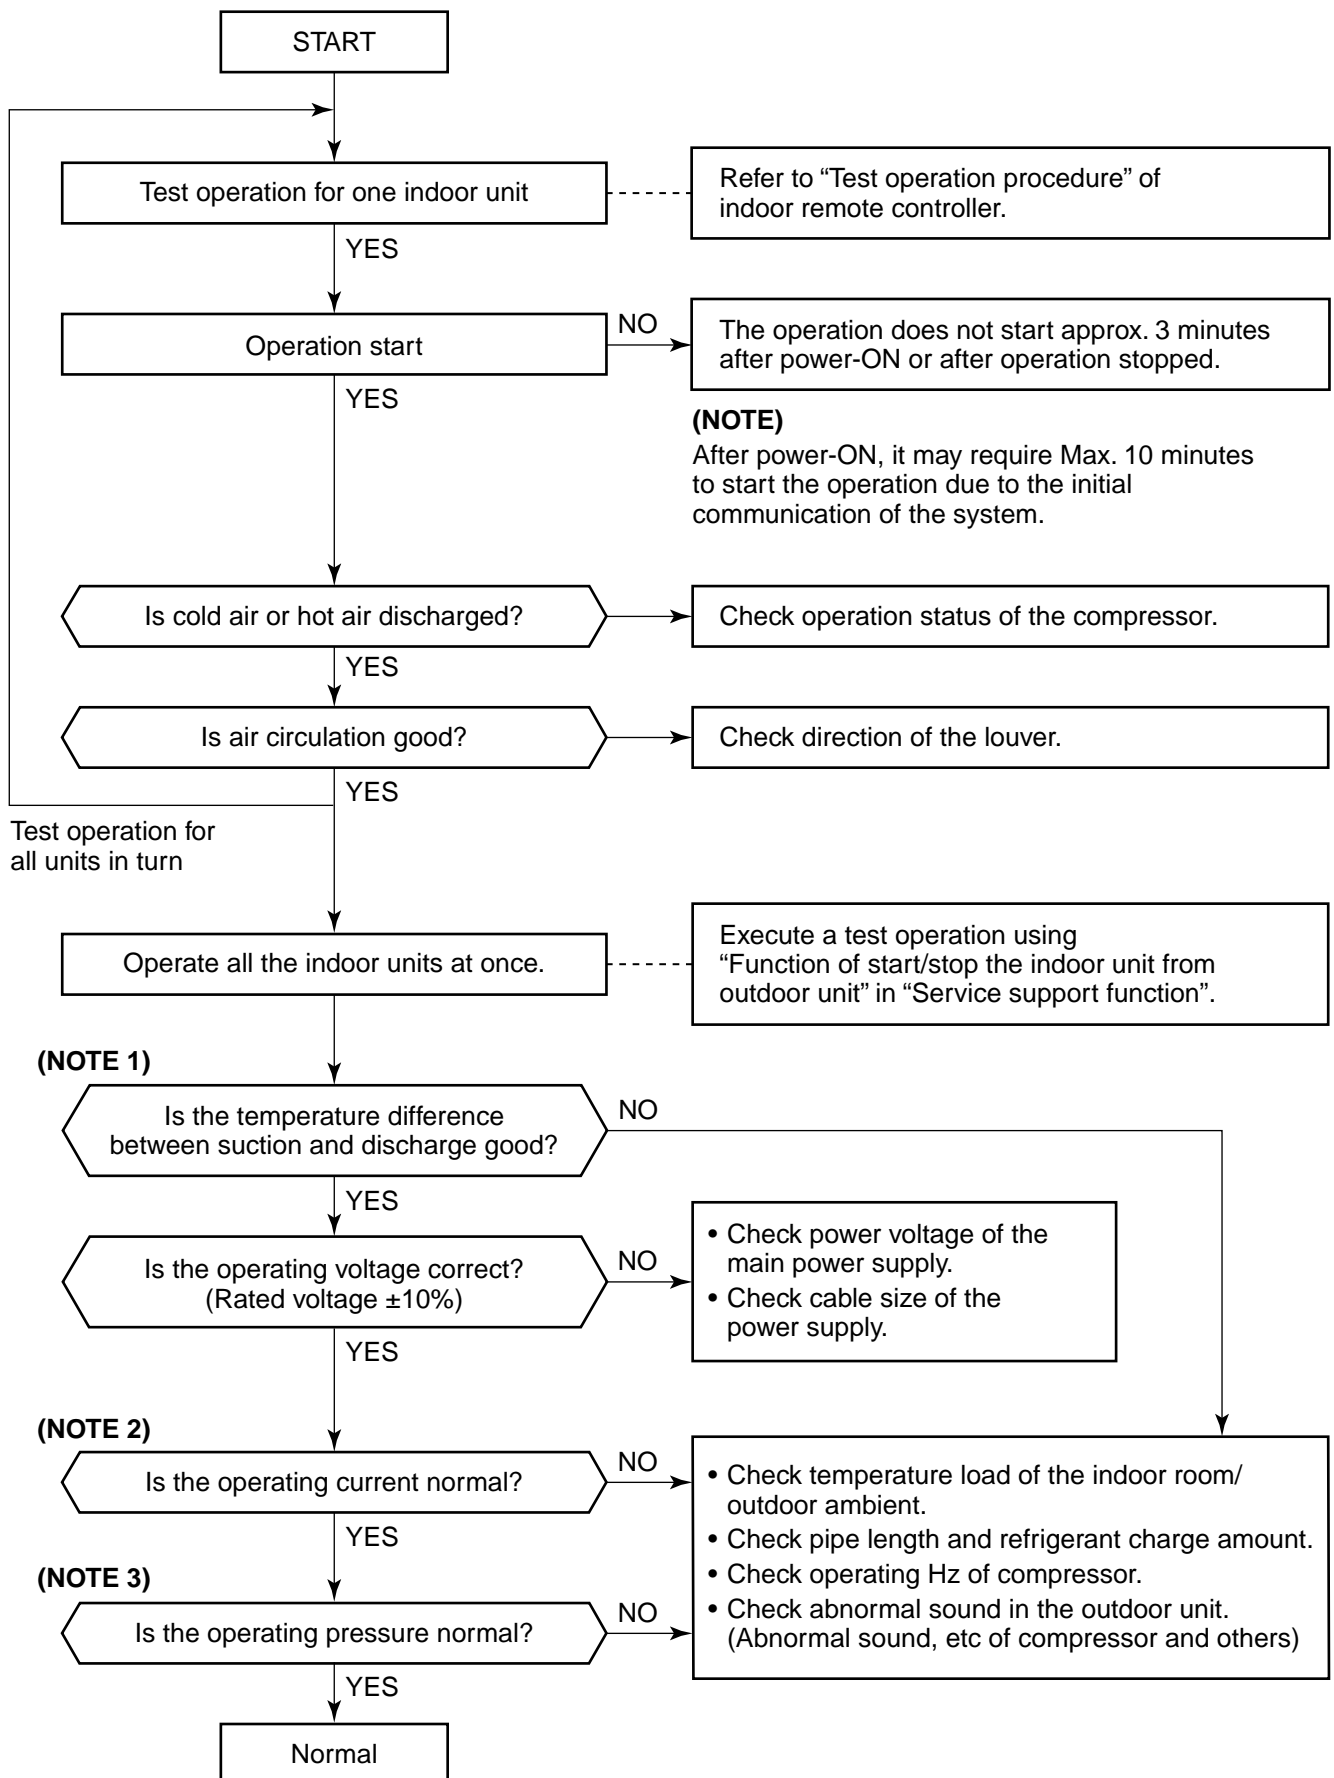 START
Test operation for one indoor unit
Refer to “Test operation procedure” of
indoor remote controller.
YES
Operation start
NO
The operation does not start approx. 3 minutes
after power-ON or after operation stopped.
YES
(NOTE)
After power-ON, it may require Max. 10 minutes
to start the operation due to the initial
communication of the system.
Is cold air or hot air discharged?
Check operation status of the compressor.
YES
Is air circulation good?
Check direction of the louver.
YES
Test operation for
all units in turn
Operate all the indoor units at once.
Execute a test operation using
“Function of start/stop the indoor unit from
outdoor unit” in “Service support function”.
(NOTE 1)
Is the temperature difference
between suction and discharge good?
NO
YES
Is the operating voltage correct?
(Rated voltage ±10%)
NO
• Check power voltage of the
main power supply.
• Check cable size of the
power supply.
YES
(NOTE 2)
Is the operating current normal?
NO
• Check temperature load of the indoor room/
outdoor ambient.
• Check pipe length and refrigerant charge amount.
• Check operating Hz of compressor.
• Check abnormal sound in the outdoor unit.
(Abnormal sound, etc of compressor and others)
YES
(NOTE 3)
Is the operating pressure normal?
NO
YES
Normal